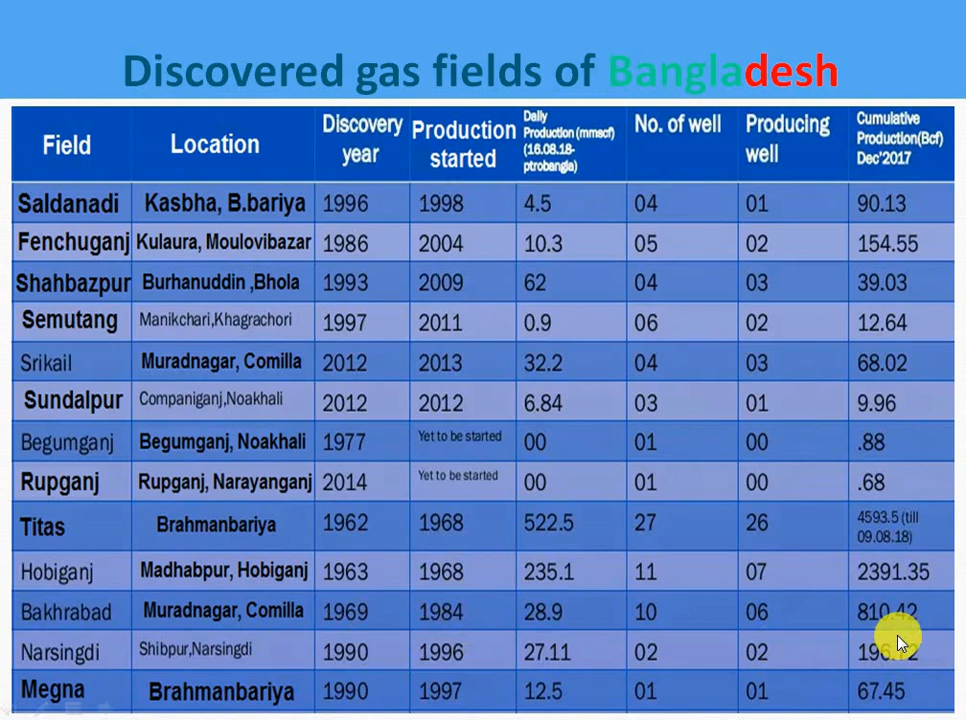 Discovered gas fields of Bangladesh
Field Location Discovery year Production started Daily Production (mmscf) (16.08.18-ptrobangla) No. of well Producing well Cumulative Production(Bcf) Dec'2017
Saldanadi Kasbha, B.bariya 1996 1998 4.5 04 01 90.13
Fenchuganj Kulaura, Moulovibazar 1986 2004 10.3 05 02 154.55
Shahbazpur Burhanuddin ,Bhola 1993 2009 62 04 03 39.03
Semutang Manikchari,Khagrachori 1997 2011 0.9 06 02 12.64
Srikail Muradnagar, Comilla 2012 2013 32.2 04 03 68.02
Sundalpur Companiganj,Noakhali 2012 2012 6.84 03 01 9.96
Begumganj Begumganj, Noakhali 1977 Yet to be started 00 01 00 .88
Rupganj Rupganj, Narayanganj 2014 Yet to be started 00 01 00 .68
Titas Brahmanbariya 1962 1968 522.5 27 26 4593.5 (till 09.08.18)
Hobiganj Madhabpur, Hobiganj 1963 1968 235.1 11 07 2391.35
Bakhrabad Muradnagar, Comilla 1969 1984 28.9 10 06 810.42
Narsingdi Shibpur,Narsingdi 1990 1996 27.11 02 02
Megna Brahmanbariya 1990 1997 12.5 01 01 67.45